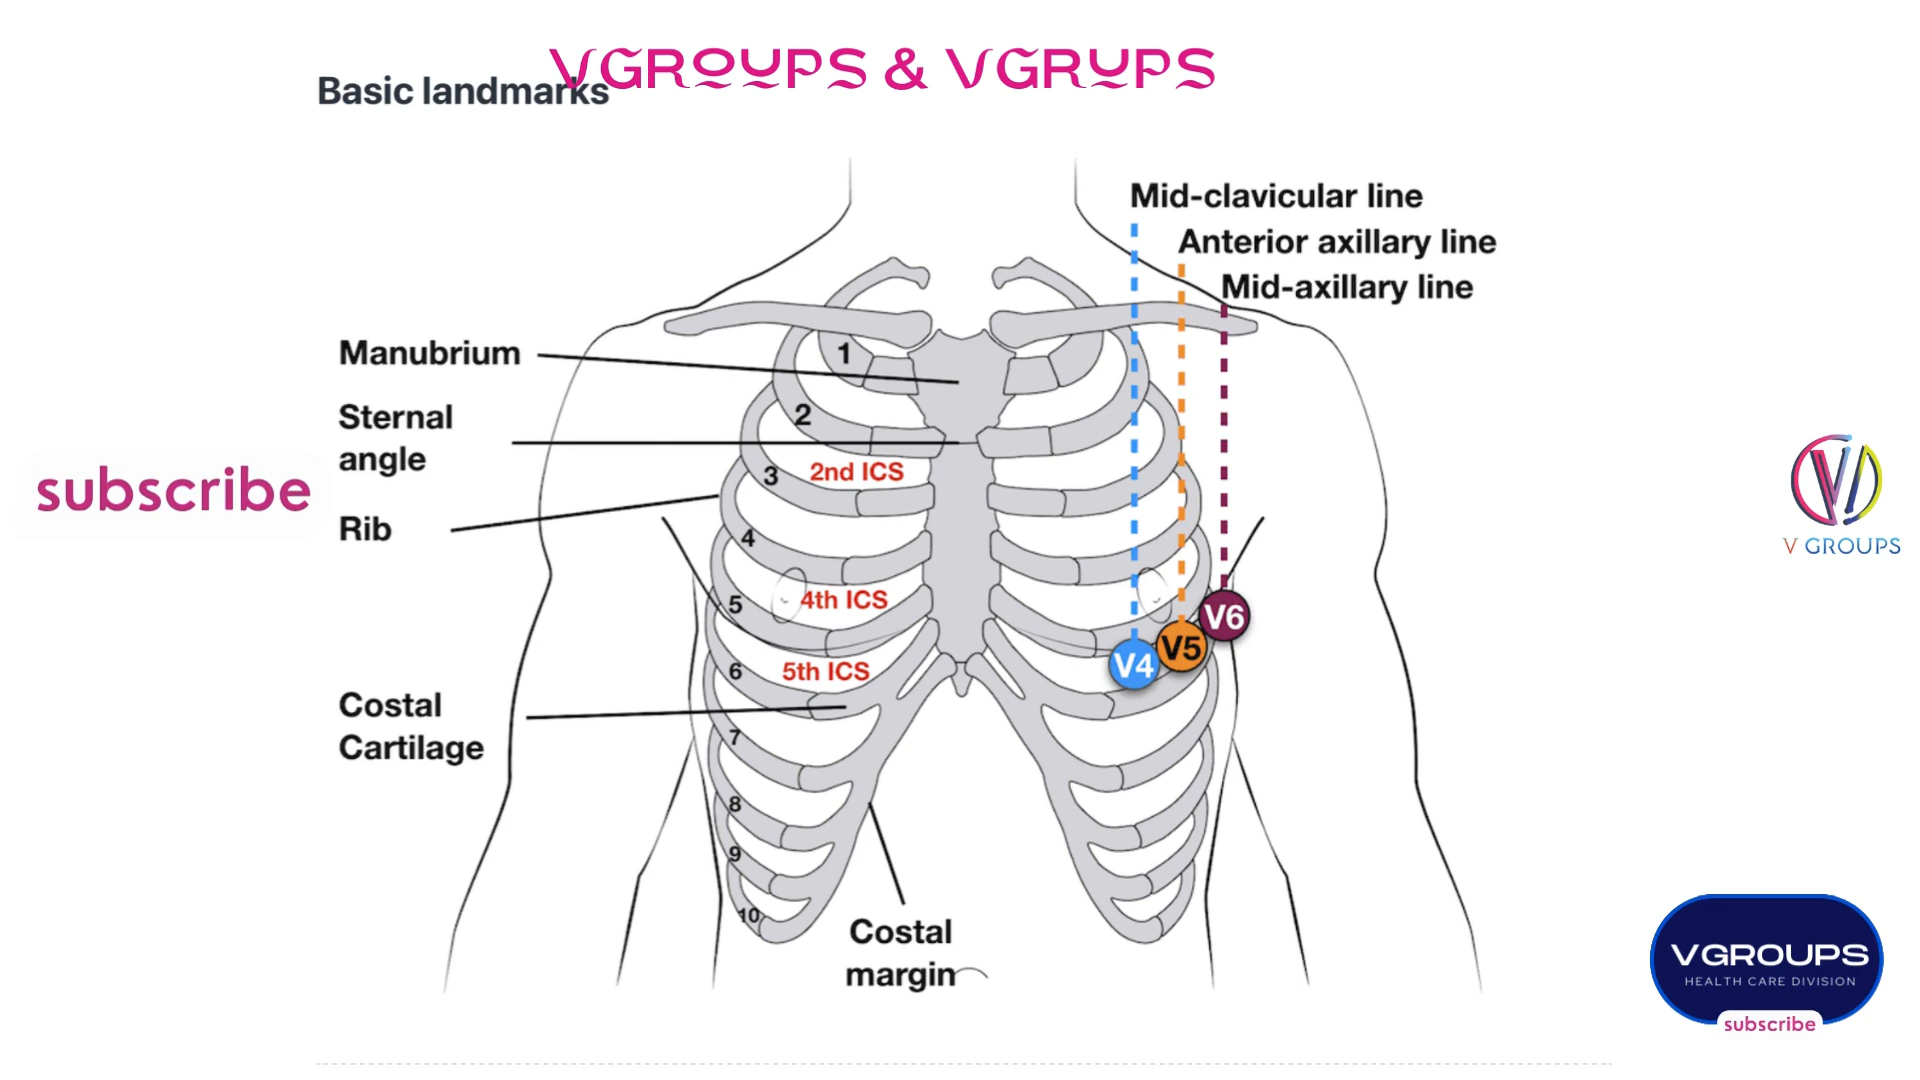 VGROUPS & VGRUPS
Basic landmarks
Mid-clavicular line
Anterior axillary line
Mid-axillary line
Manubrium
1
Sternal
angle
2
3
2nd ICS
subscribe
Rib
4
V GROUPS
5
4th ICS
V6
V5
V4
6
5th ICS
Costal
Cartilage
7
8
9
10
Costal
margin
VGROUPS
HEALTH CARE DIVISION
subscribe